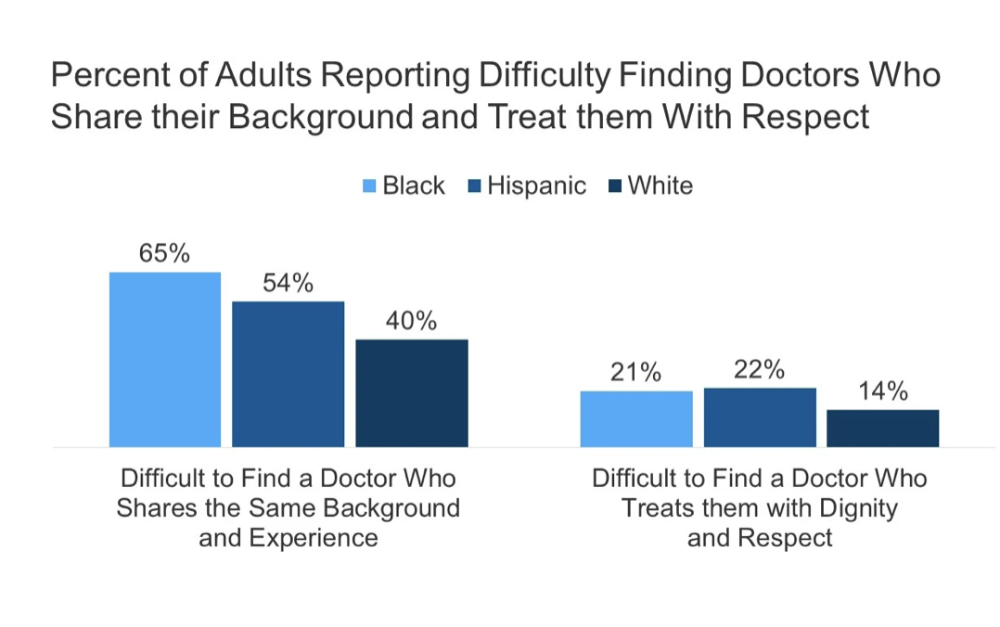 Percent of Adults Reporting Difficulty Finding Doctors Who
Share their Background and Treat them With Respect
Black Hispanic White
65%
54%
40%
21%
22%
14%
Difficult to Find a Doctor Who
Shares the Same Background
and Experience
Difficult to Find a Doctor Who
Treats them with Dignity
and Respect